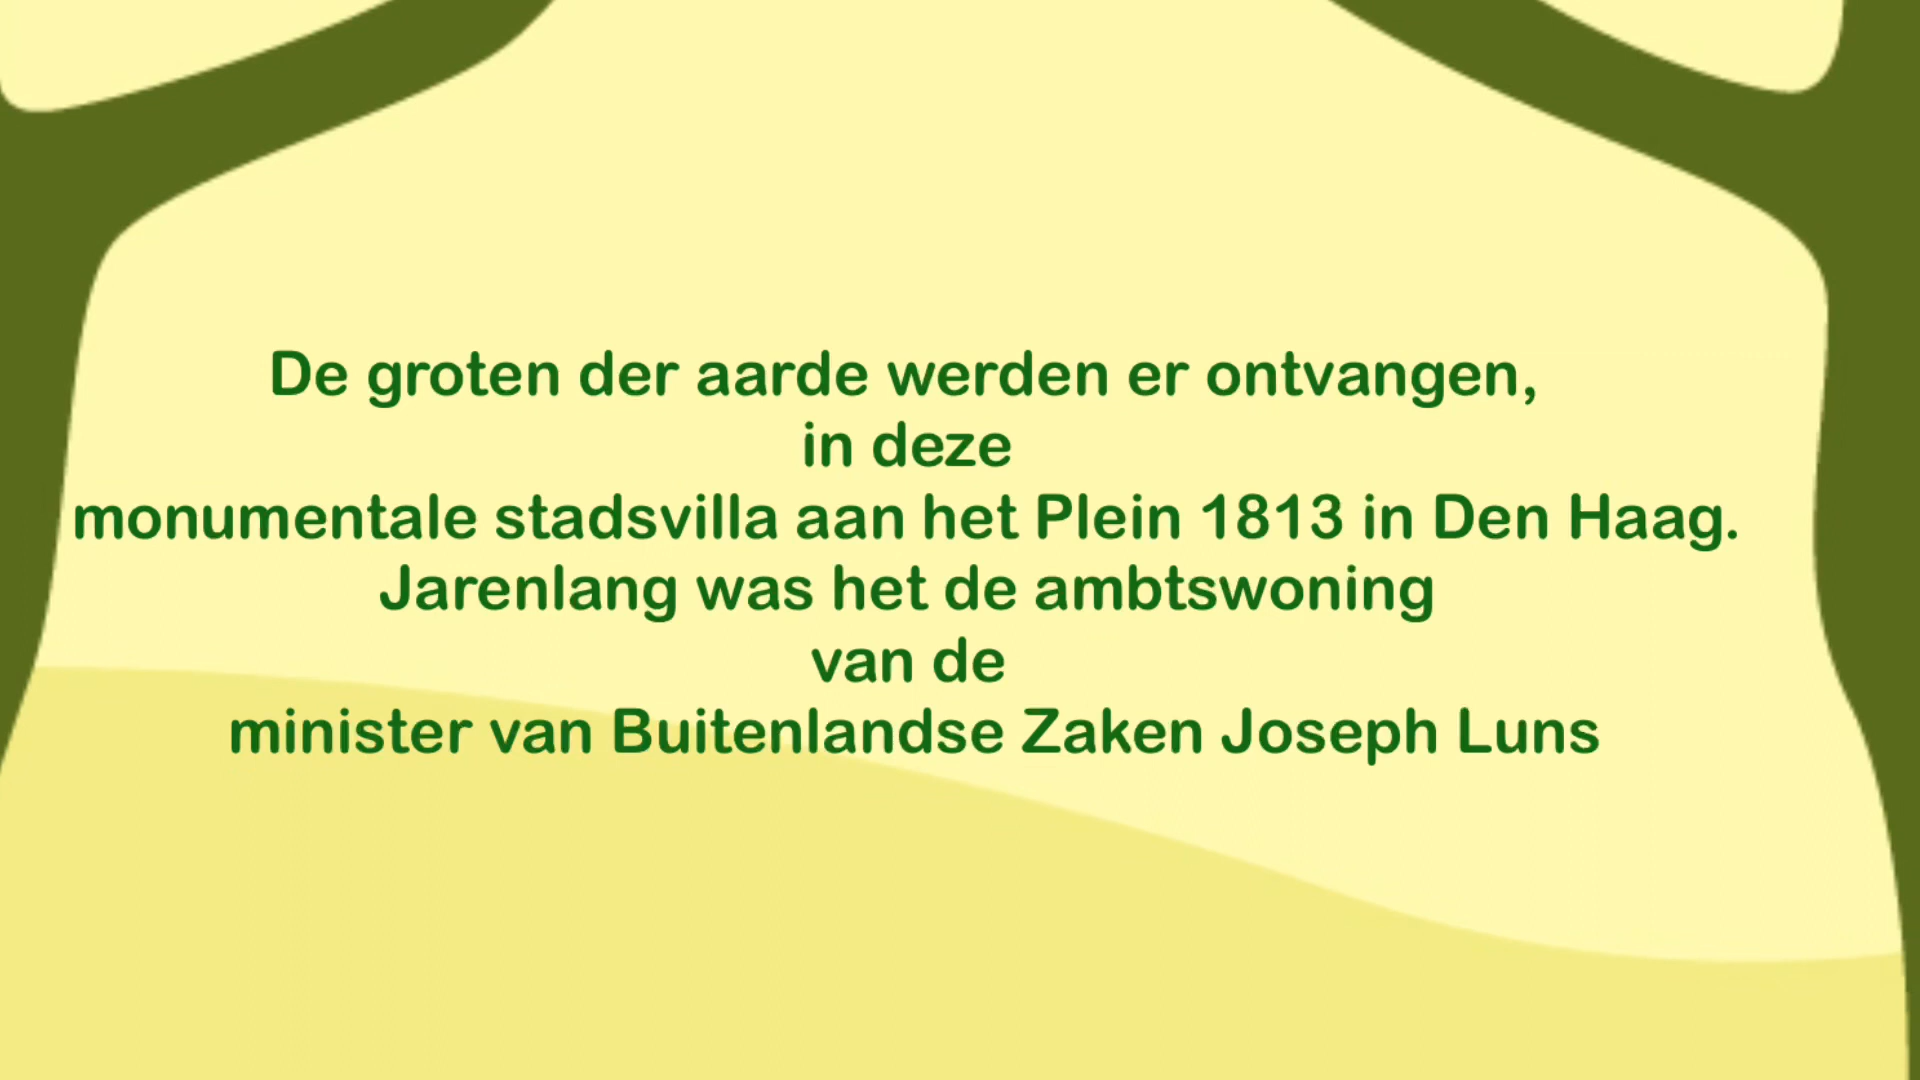 De groten der aarde werden er ontvangen,
in deze
monumentale stadsvilla aan het Plein 1813 in Den Haag.
Jarenlang was het de ambtswoning
van de
minister van Buitenlandse Zaken Joseph Luns